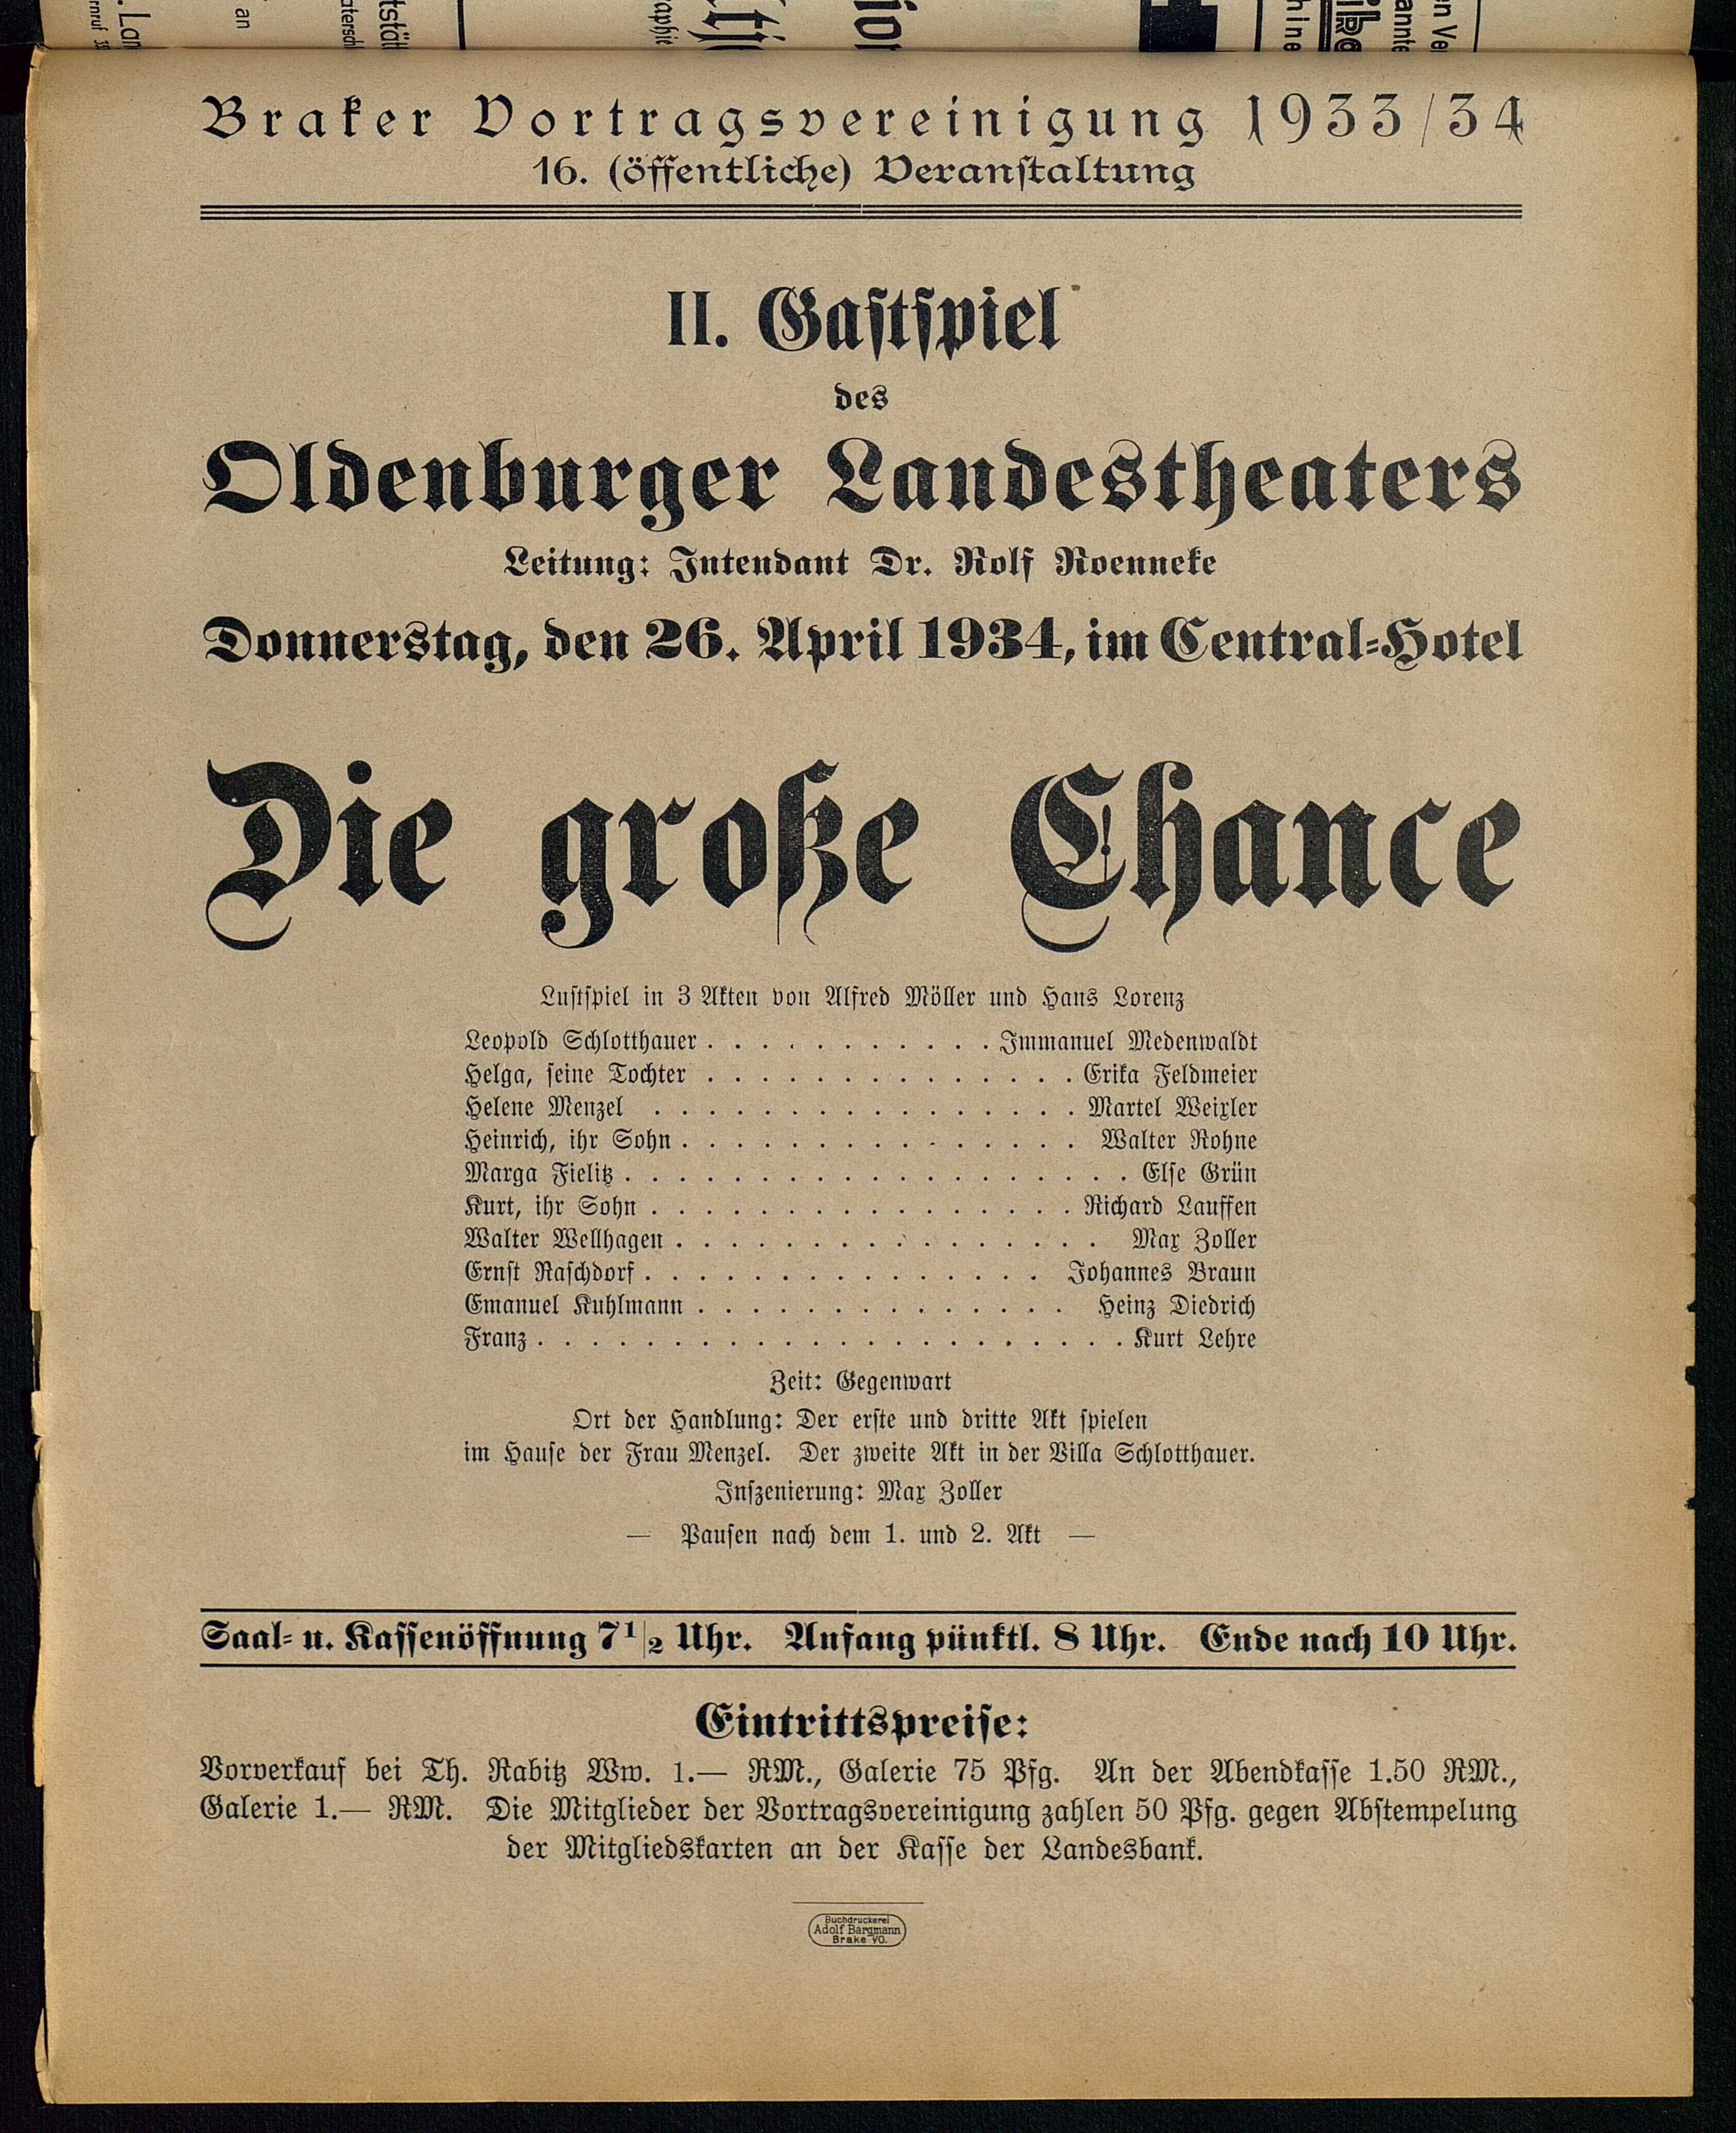 Braker Vortragsvereinigung 1933/34
16. (öffentliche) Veranstaltung
II. Gastspiel
des
Oldenburger Landestheaters
Leitung: Intendant Dr. Rolf Roenneke
Donnerstag, den 26. April 1934, im Central-Hotel
Die große Chance
Lustspiel in 3 Akten von Alfred Möller und Hans Lorenz
Leopold Schlotthauer . . . . . . . . . . . Immanuel Medenwaldt
Helga, seine Tochter . . . . . . . . . . . . . . Erika Feldmeier
Helene Menzel . . . . . . . . . . . . . . . . Martel Weixler
Heinrich, ihr Sohn . . . . . . . . . . . . . . . Walter Rohne
Marga Fielitz . . . . . . . . . . . . . . . . . . . Else Grün
Kurt, ihr Sohn . . . . . . . . . . . . . . . . Richard Lauffen
Walter Wellhagen . . . . . . . . . . . . . . . . Max Zoller
Ernst Raschdorf . . . . . . . . . . . . . . . Johannes Braun
Emanuel Kuhlmann . . . . . . . . . . . . . . Heinz Diedrich
Franz . . . . . . . . . . . . . . . . . . . . . . Kurt Lehre
Zeit: Gegenwart
Ort der Handlung: Der erste und dritte Akt spielen
im Hause der Frau Menzel. Der zweite Akt in der Villa Schlotthauer.
Inszenierung: Max Zoller
— Pausen nach dem 1. und 2. Akt —
Saal- u. Kassenöffnung 7 1/2 Uhr. Anfang pünktl. 8 Uhr. Ende nach 10 Uhr.
Eintrittspreise:
Vorverkauf bei Th. Rabitz Ww. 1.— RM., Galerie 75 Pfg. An der Abendkasse 1.50 RM.,
Galerie 1.— RM. Die Mitglieder der Vortragsvereinigung zahlen 50 Pfg. gegen Abstempelung
der Mitgliedskarten an der Kasse der Landesbank.
Buchdruckerei
Adolf Bargmann
Brake i/O.